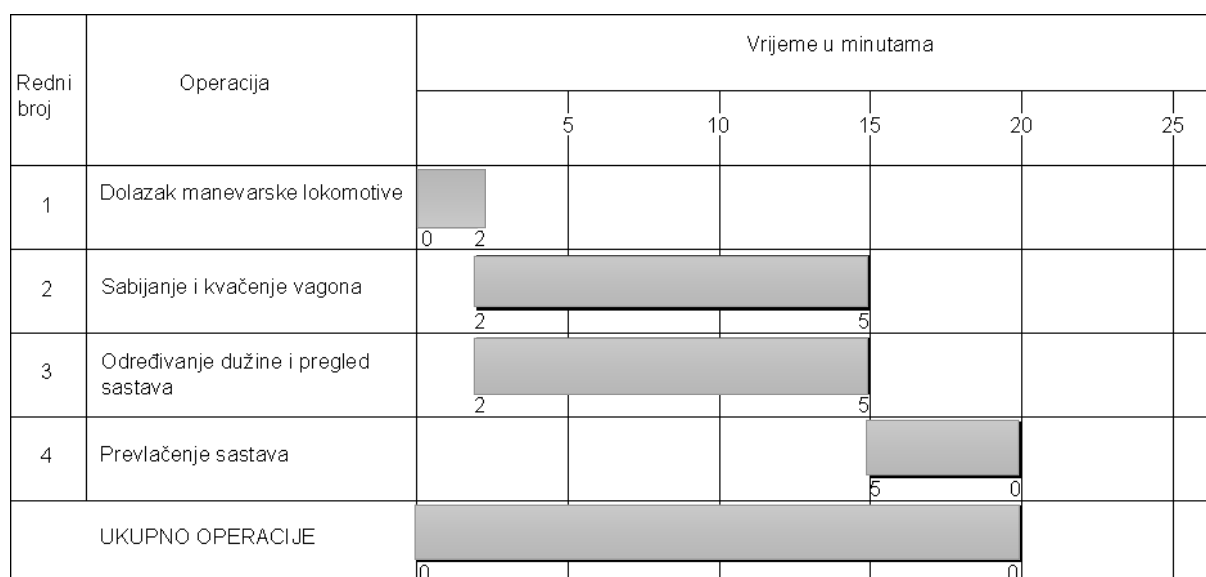 Vrijeme u minutama
Redni
broj
Operacija
5 10 15 20 25
1 Dolazak manevarske lokomotive
0 2
2 Sabijanje i kvačenje vagona
2 5
3 Određivanje dužine i pregled
sastava
2 5
4 Prevlačenje sastava
5 0
UKUPNO OPERACIJE
0 0